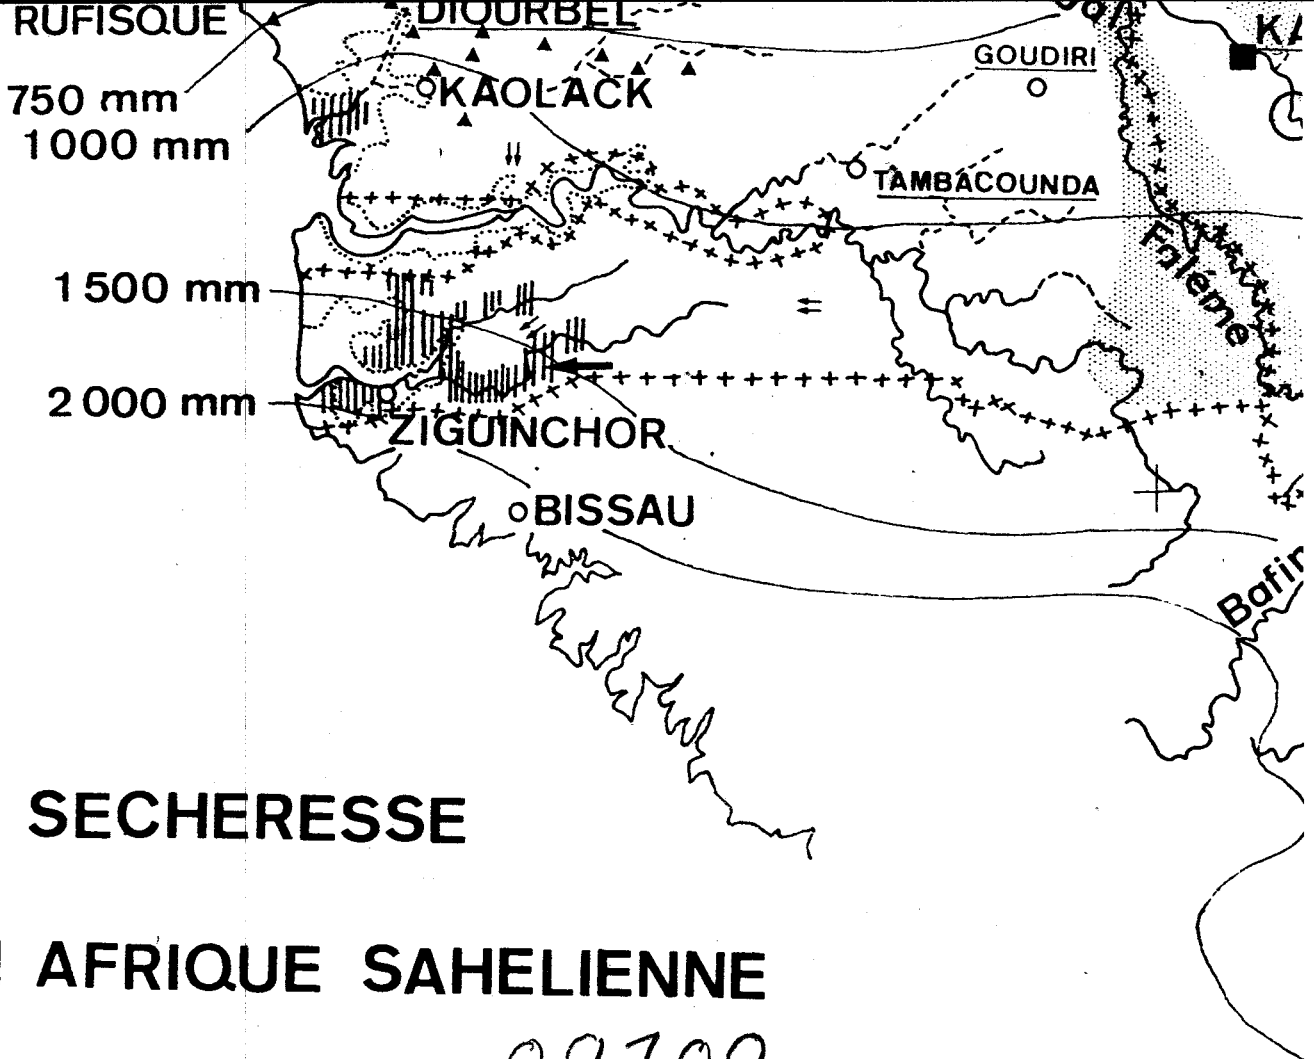 RUFISQUE
DIOURBEL
GOUDIRI
750 mm
KAOLACK
1000 mm
TAMBACOUNDA
Falémé
1500 mm
2000 mm
ZIGUINCHOR
BISSAU
SECHERESSE
AFRIQUE SAHELIENNE